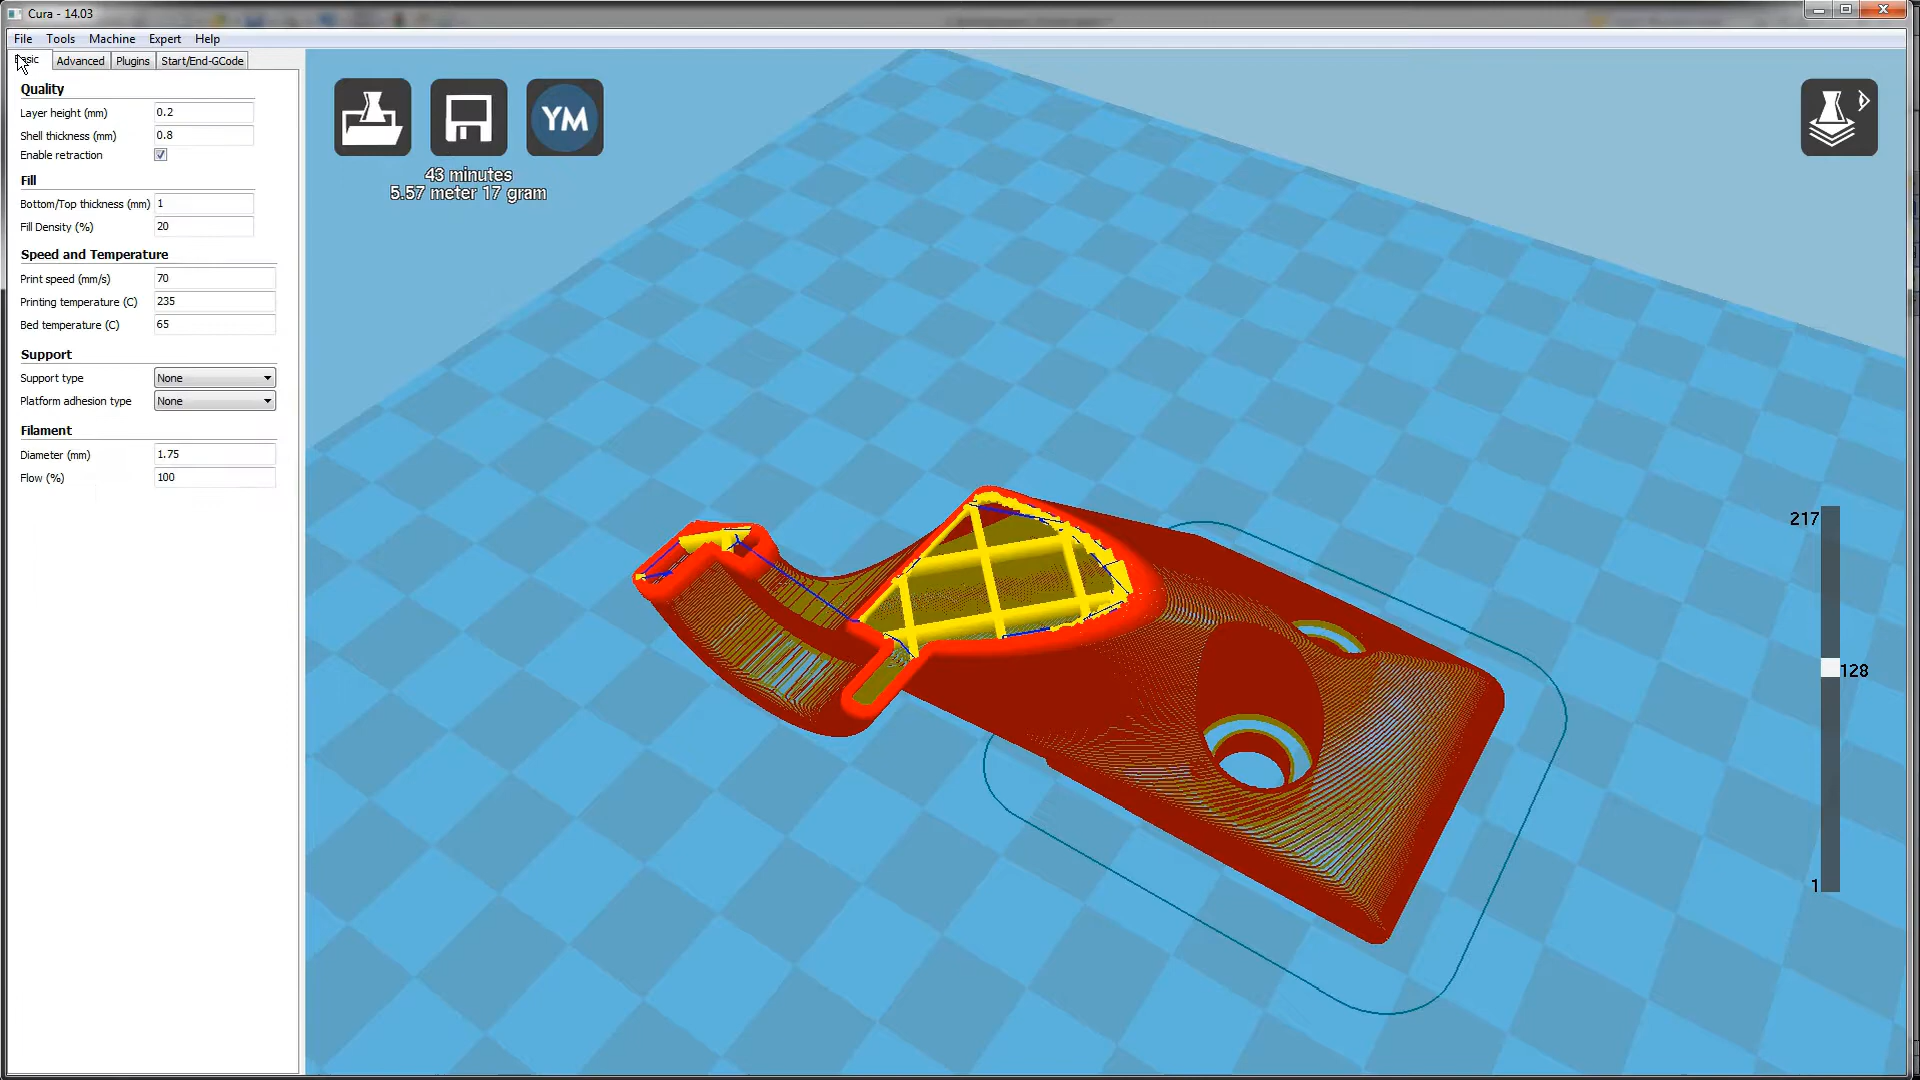 Cura - 14.03
File Tools Machine Expert Help
Basic Advanced Plugins Start/End-GCode
Quality
Layer height (mm) 0.2
Shell thickness (mm) 0.8
Enable retraction
Fill
Bottom/Top thickness (mm) 1
Fill Density (%) 20
Speed and Temperature
Print speed (mm/s) 70
Printing temperature (C) 235
Bed temperature (C) 65
Support
Support type None
Platform adhesion type None
Filament
Diameter (mm) 1.75
Flow (%) 100
YM
43 minutes
5.57 meter 17 gram
217
128
1